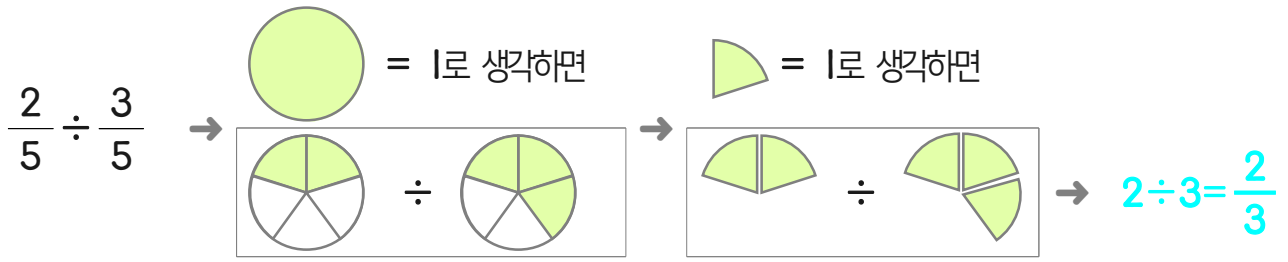 2/5 ÷ 3/5
= 1로 생각하면
÷
= 1로 생각하면
÷
2÷3=2/3